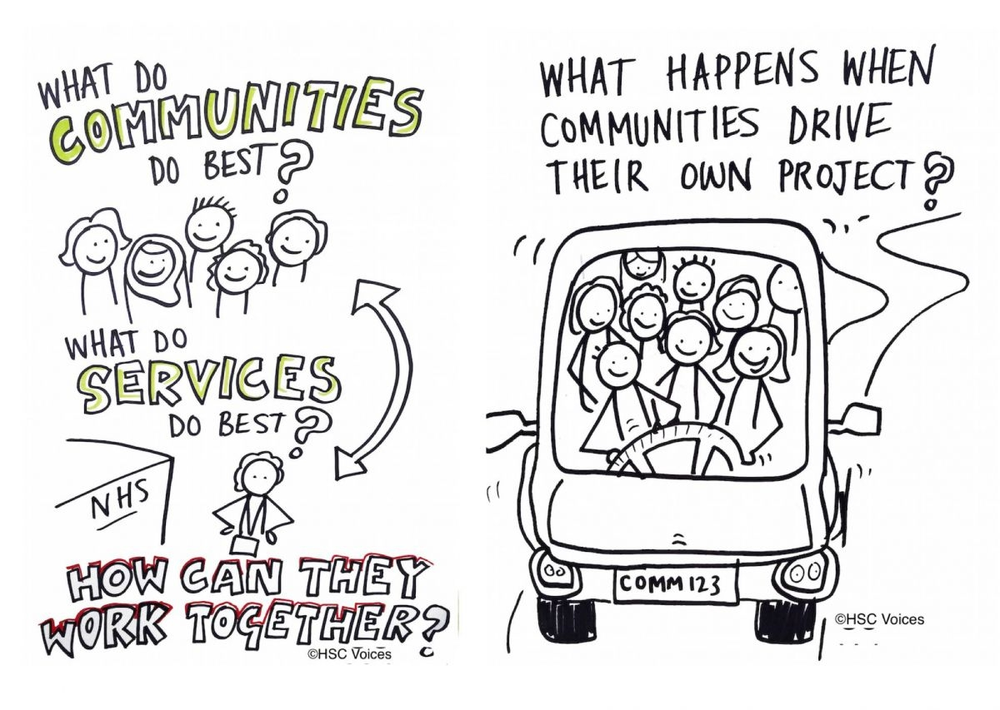 WHAT DO
COMMUNITIES
DO BEST?
WHAT DO
SERVICES
DO BEST?
NHS
HOW CAN THEY
WORK TOGETHER?
©HSC Voices
WHAT HAPPENS WHEN
COMMUNITIES DRIVE
THEIR OWN PROJECT?
COMM 123
©HSC Voices